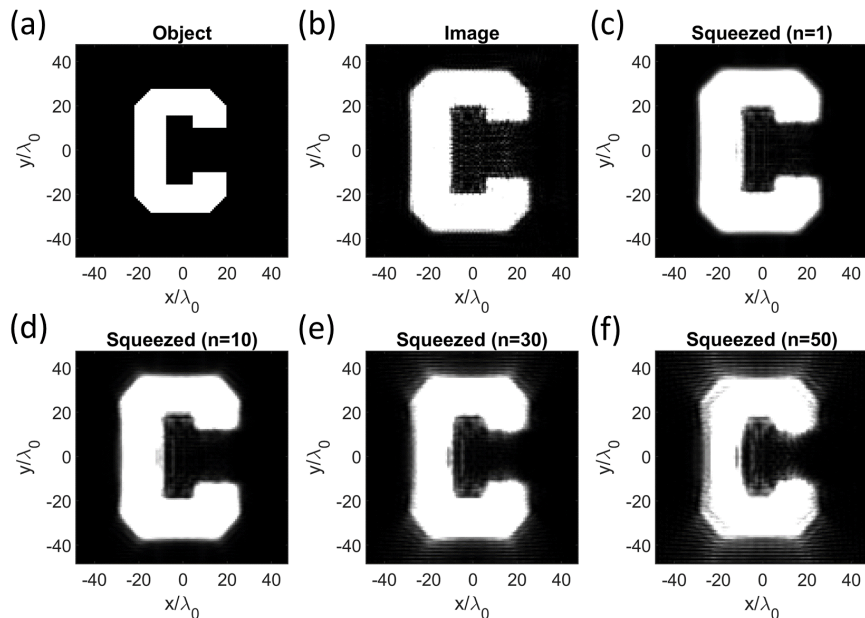 (a)
Object
40
20
0
-20
-40
y/λ0
-40 -20 0 20 40
x/λ0
(b)
Image
40
20
0
-20
-40
y/λ0
-40 -20 0 20 40
x/λ0
(c)
Squeezed (n=1)
40
20
0
-20
-40
y/λ0
-40 -20 0 20 40
x/λ0
(d)
Squeezed (n=10)
40
20
0
-20
-40
y/λ0
-40 -20 0 20 40
x/λ0
(e)
Squeezed (n=30)
40
20
0
-20
-40
y/λ0
-40 -20 0 20 40
x/λ0
(f)
Squeezed (n=50)
40
20
0
-20
-40
y/λ0
-40 -20 0 20 40
x/λ0